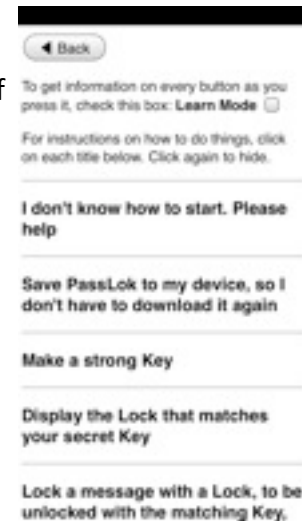 ◀ Back
f
To get information on every button as you
press it, check this box: Learn Mode
For instructions on how to do things, click
on each title below. Click again to hide.
I don't know how to start. Please
help
Save PassLok to my device, so I
don't have to download it again
Make a strong Key
Display the Lock that matches
your secret Key
Lock a message with a Lock, to be
unlocked with the matching Key.